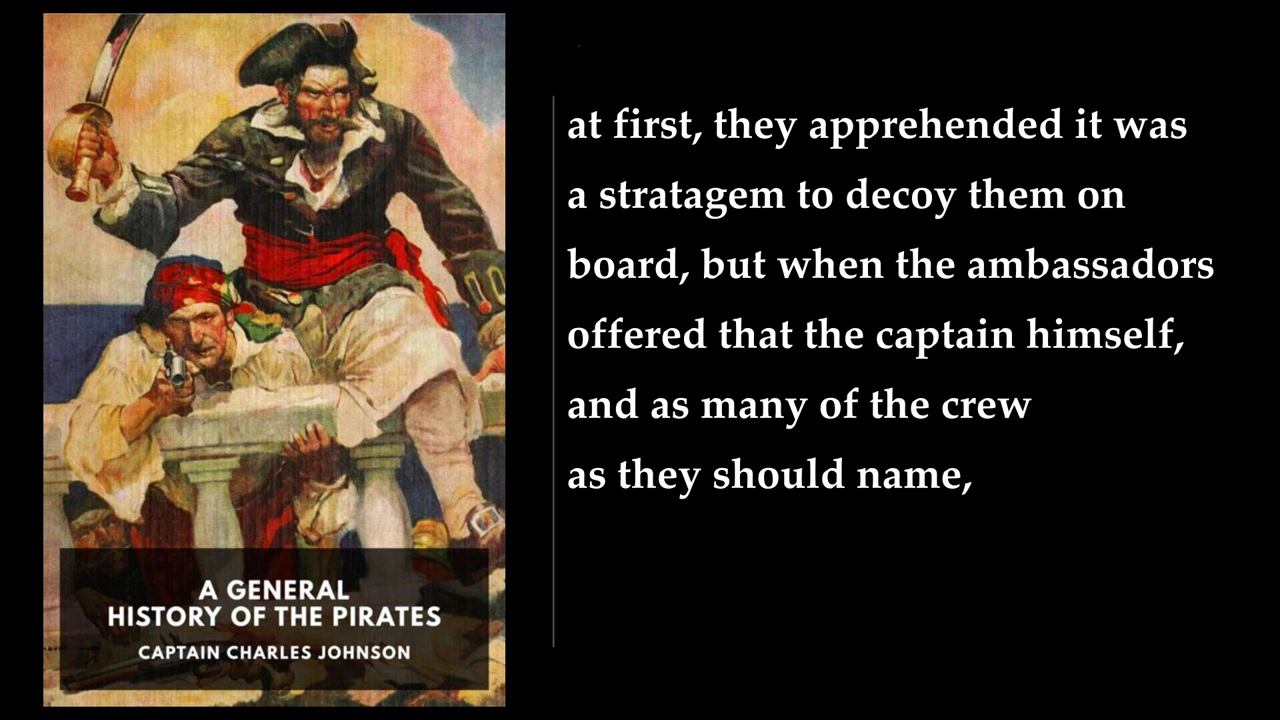 at first, they apprehended it was
a stratagem to decoy them on
board, but when the ambassadors
offered that the captain himself,
and as many of the crew
as they should name,
A GENERAL
HISTORY OF THE PIRATES
CAPTAIN CHARLES JOHNSON